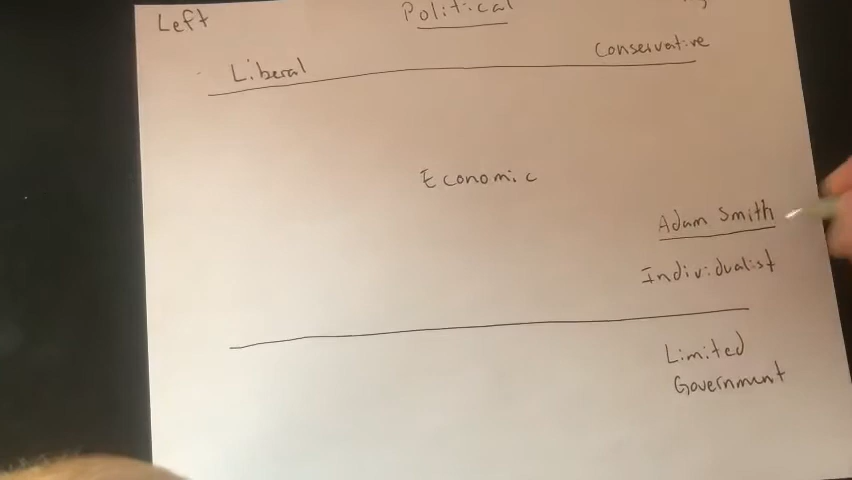 Left
Political
Liberal
Conservative
Economic
Adam Smith
Individualist
Limited
Government